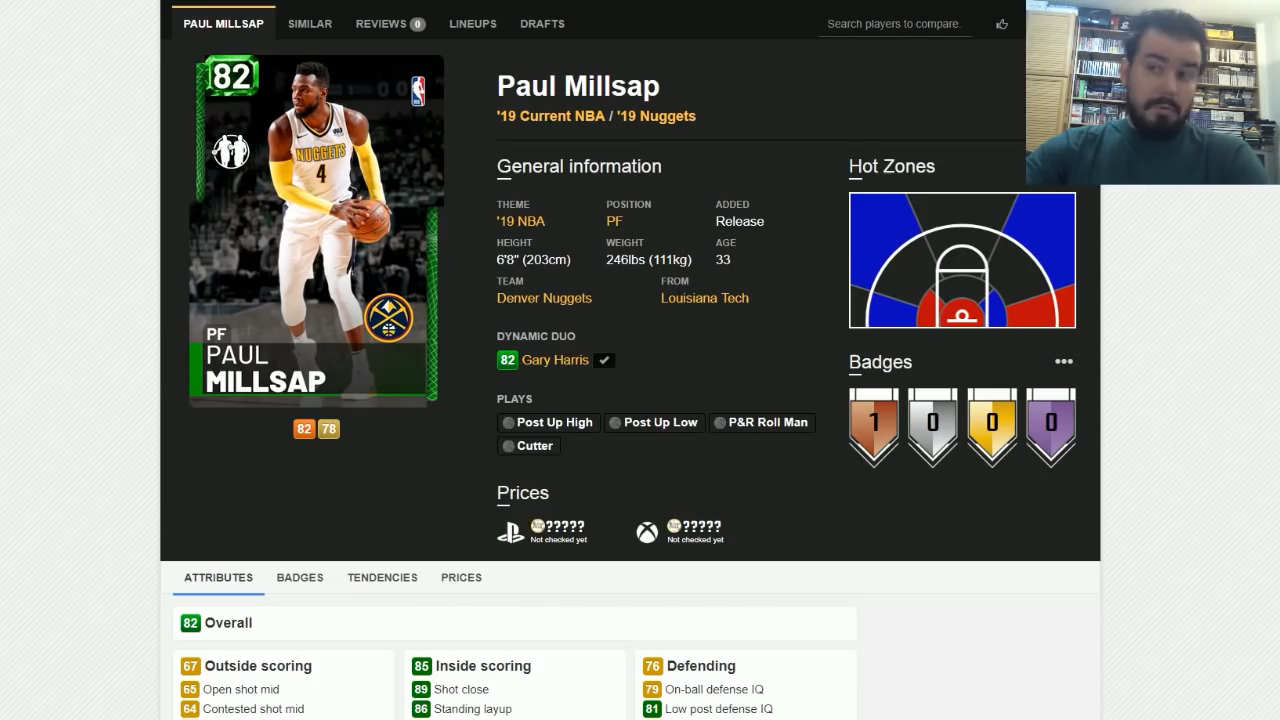 PAUL MILLSAP SIMILAR REVIEWS 0 LINEUPS DRAFTS Search players to compare.
82
NUGGETS
4
PF
PAUL
MILLSAP
82 78
Paul Millsap
'19 Current NBA / '19 Nuggets
General information
THEME POSITION ADDED
'19 NBA PF Release
HEIGHT WEIGHT AGE
6'8" (203cm) 246lbs (111kg) 33
TEAM FROM
Denver Nuggets Louisiana Tech
DYNAMIC DUO
82 Gary Harris
PLAYS
Post Up High Post Up Low P&R Roll Man
Cutter
Prices
????? ?????
Not checked yet Not checked yet
Hot Zones
Badges •••
1 0 0 0
ATTRIBUTES BADGES TENDENCIES PRICES
82 Overall
67 Outside scoring 85 Inside scoring 76 Defending
65 Open shot mid 89 Shot close 79 On-ball defense IQ
64 Contested shot mid 86 Standing layup 81 Low post defense IQ